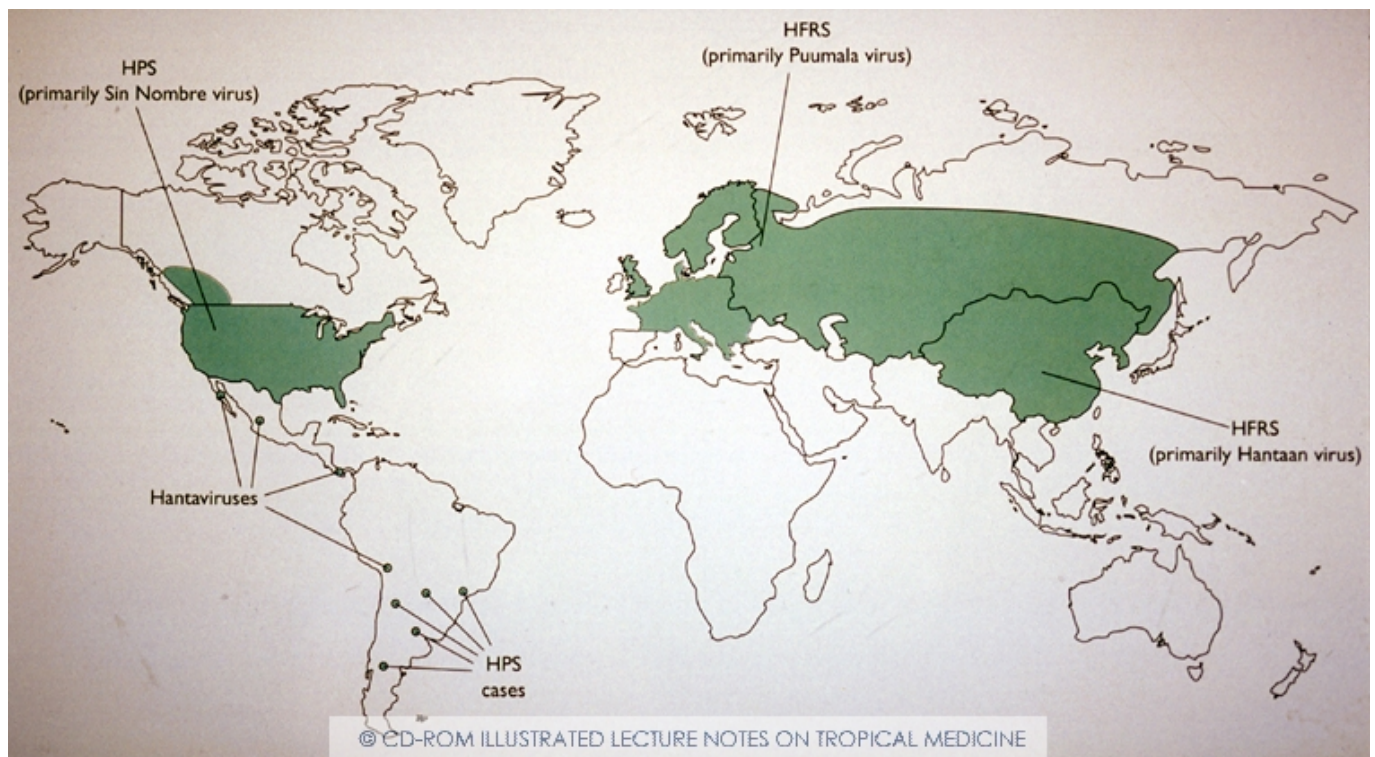 HFRS
(primarily Puumala virus)
HPS
(primarily Sin Nombre virus)
HFRS
(primarily Hantaan virus)
Hantaviruses
HPS
cases
© CD-ROM ILLUSTRATED LECTURE NOTES ON TROPICAL MEDICINE